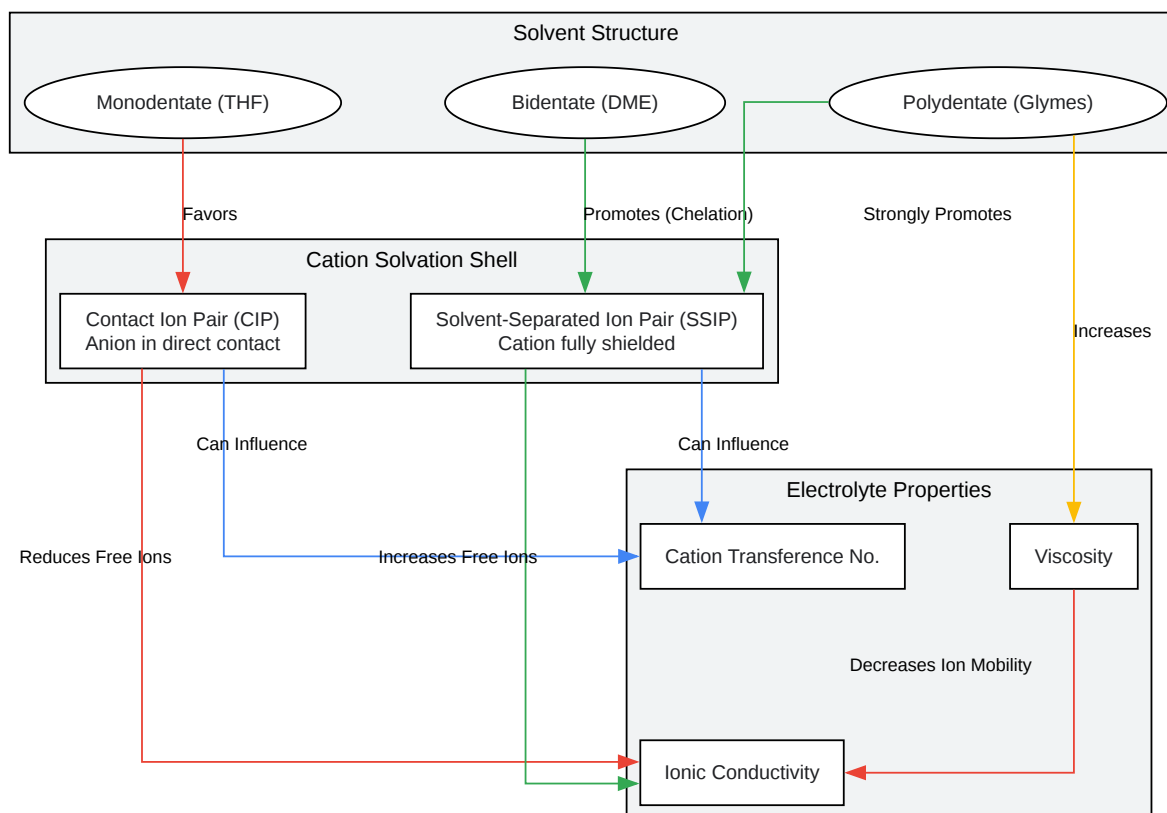 Solvent Structure
Monodentate (THF)
Bidentate (DME)
Polydentate (Glymes)
Favors
Promotes (Chelation)
Strongly Promotes
Cation Solvation Shell
Contact Ion Pair (CIP)
Anion in direct contact
Solvent-Separated Ion Pair (SSIP)
Cation fully shielded
Increases
Can Influence
Can Influence
Electrolyte Properties
Reduces Free Ions
Increases Free Ions
Cation Transference No.
Viscosity
Decreases Ion Mobility
Ionic Conductivity